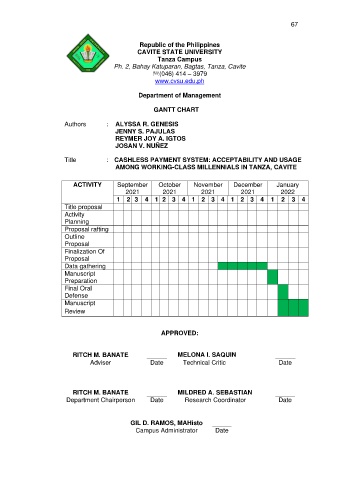 67
Republic of the Philippines
CAVITE STATE UNIVERSITY
Tanza Campus
Ph. 2, Bahay Katuparan, Bagtas, Tanza, Cavite
(046) 414 – 3979
www.cvsu.edu.ph
Department of Management
GANTT CHART
Authors : ALYSSA R. GENESIS
JENNY S. PAJULAS
REYMER JOY A. IGTOS
JOSAN V. NUÑEZ
Title : CASHLESS PAYMENT SYSTEM: ACCEPTABILITY AND USAGE
AMONG WORKING-CLASS MILLENNIALS IN TANZA, CAVITE
ACTIVITY September October November December January
2021 2021 2021 2021 2022
1 2 3 4 1 2 3 4 1 2 3 4 1 2 3 4 1 2 3 4
Title proposal
Activity
Planning
Proposal rafting
Outline
Proposal
Finalization Of
Proposal
Data gathering
Manuscript
Preparation
Final Oral
Defense
Manuscript
Review
APPROVED:
RITCH M. BANATE ______ MELONA I. SAQUIN ______
Adviser Date Technical Critic Date
RITCH M. BANATE ______ MILDRED A. SEBASTIAN ______
Department Chairperson Date Research Coordinator Date
GIL D. RAMOS, MAHisto ______
Campus Administrator Date